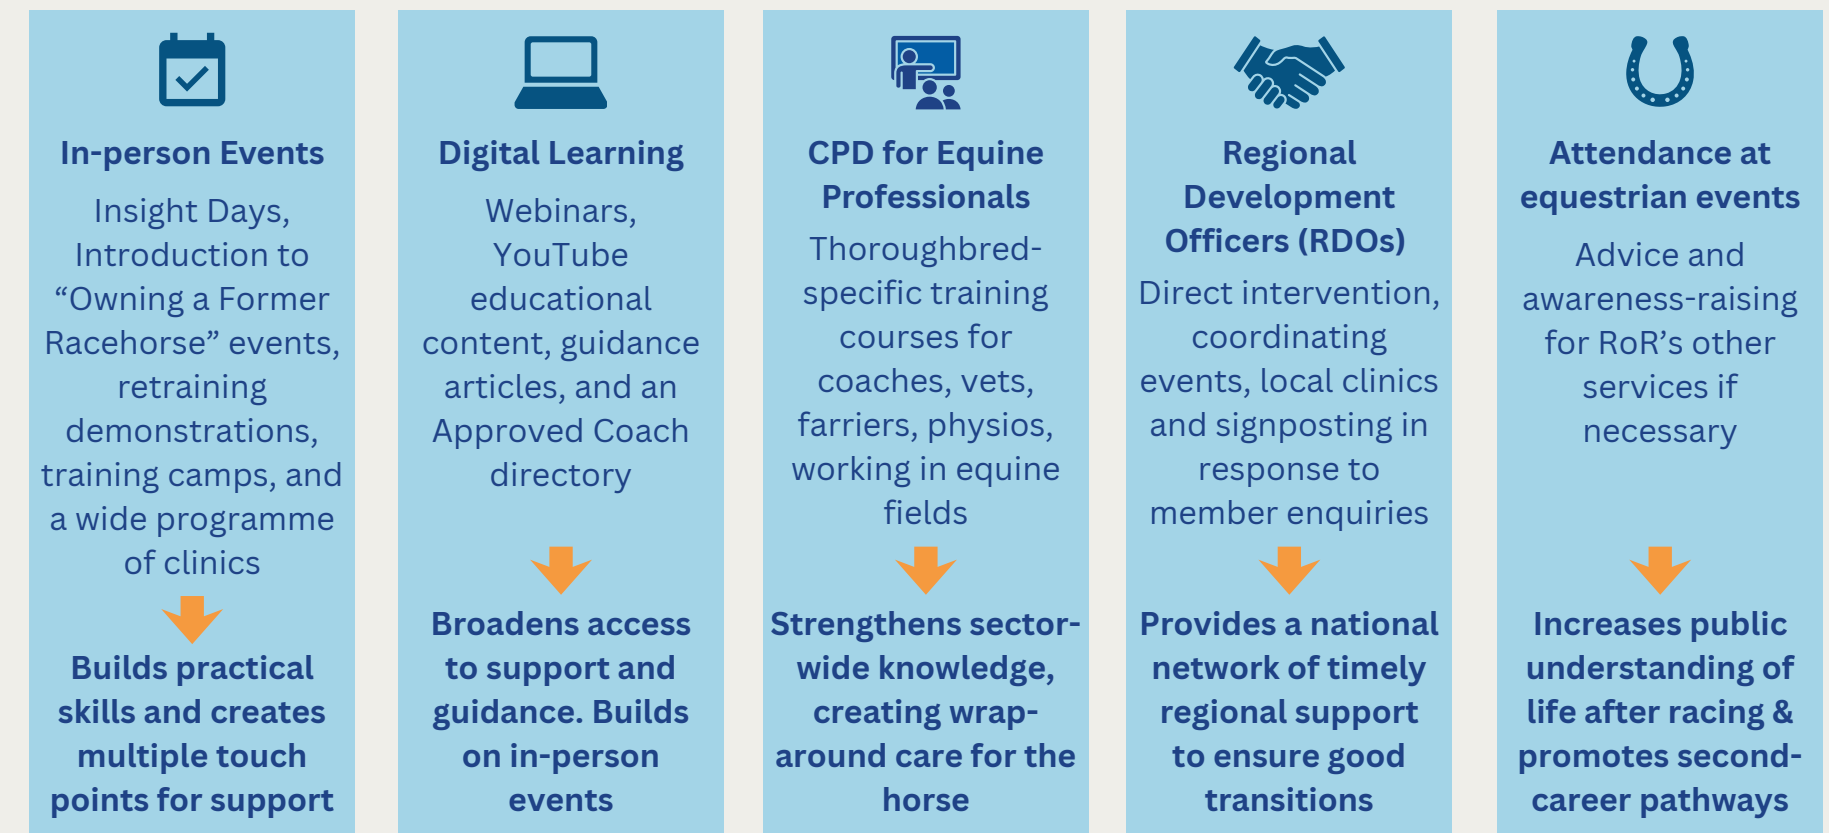 In-person Events
Insight Days,
Introduction to
“Owning a Former
Racehorse” events,
retraining
demonstrations,
training camps, and
a wide programme
of clinics
Builds practical
skills and creates
multiple touch
points for support
Digital Learning
Webinars,
YouTube
educational
content, guidance
articles, and an
Approved Coach
directory
Broadens access
to support and
guidance. Builds
on in-person
events
CPD for Equine
Professionals
Thoroughbred-
specific training
courses for
coaches, vets,
farriers, physios,
working in equine
fields
Strengthens sector-
wide knowledge,
creating wrap-
around care for the
horse
Regional
Development
Officers (RDOs)
Direct intervention,
coordinating
events, local clinics
and signposting in
response to
member enquiries
Provides a national
network of timely
regional support
to ensure good
transitions
Attendance at
equestrian events
Advice and
awareness-raising
for RoR’s other
services if
necessary
Increases public
understanding of
life after racing &
promotes second-
career pathways